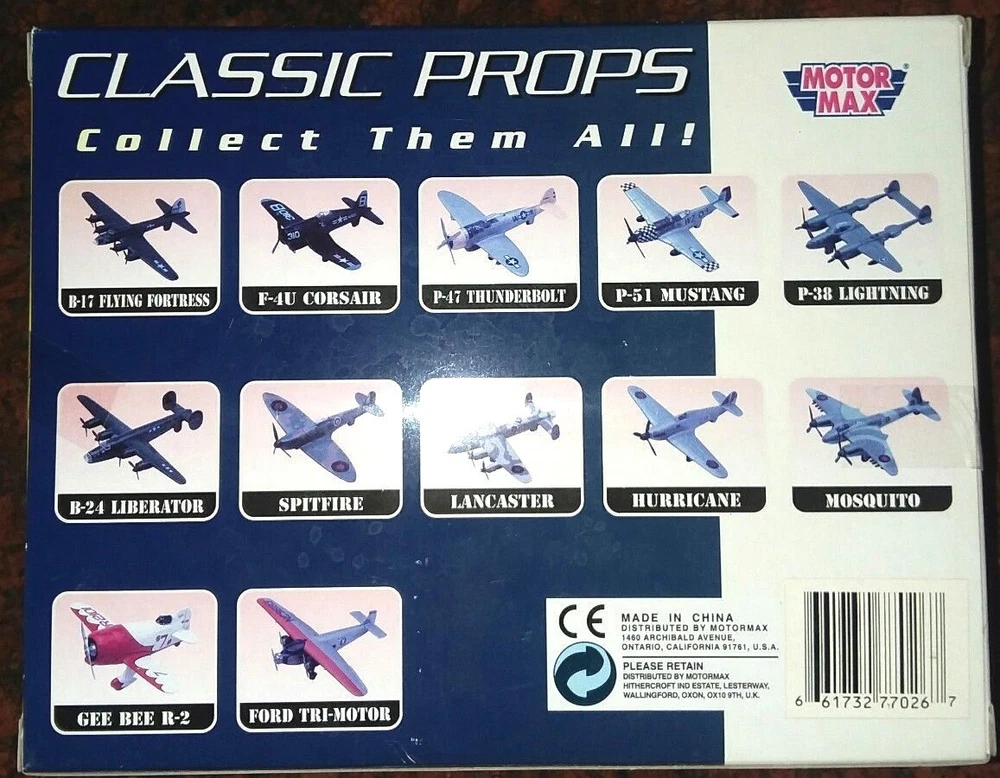 CLASSIC PROPS
MOTOR
MAX
®
Collect Them All!
B-17 FLYING FORTRESS
F-4U CORSAIR
310
P-47 THUNDERBOLT
P-51 MUSTANG
P-38 LIGHTNING
B-24 LIBERATOR
SPITFIRE
LANCASTER
HURRICANE
MOSQUITO
GEE BEE R-2
FORD TRI-MOTOR
CE
MADE IN CHINA
DISTRIBUTED BY MOTORMAX
1460 ARCHIBALD AVENUE,
ONTARIO, CALIFORNIA 91761, U.S.A.
PLEASE RETAIN
DISTRIBUTED BY MOTORMAX
HITHERCROFT IND ESTATE, LESTERWAY,
WALLINGFORD, OXON, OX10 9TH, U.K.
6 61732 77026 7